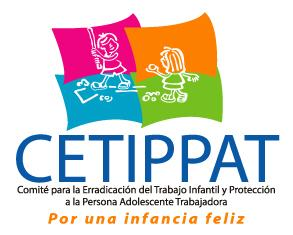 CETIPPAT
Comité para la Erradicación del Trabajo Infantil y Protección
a la Persona Adolescente Trabajadora
Por una infancia feliz